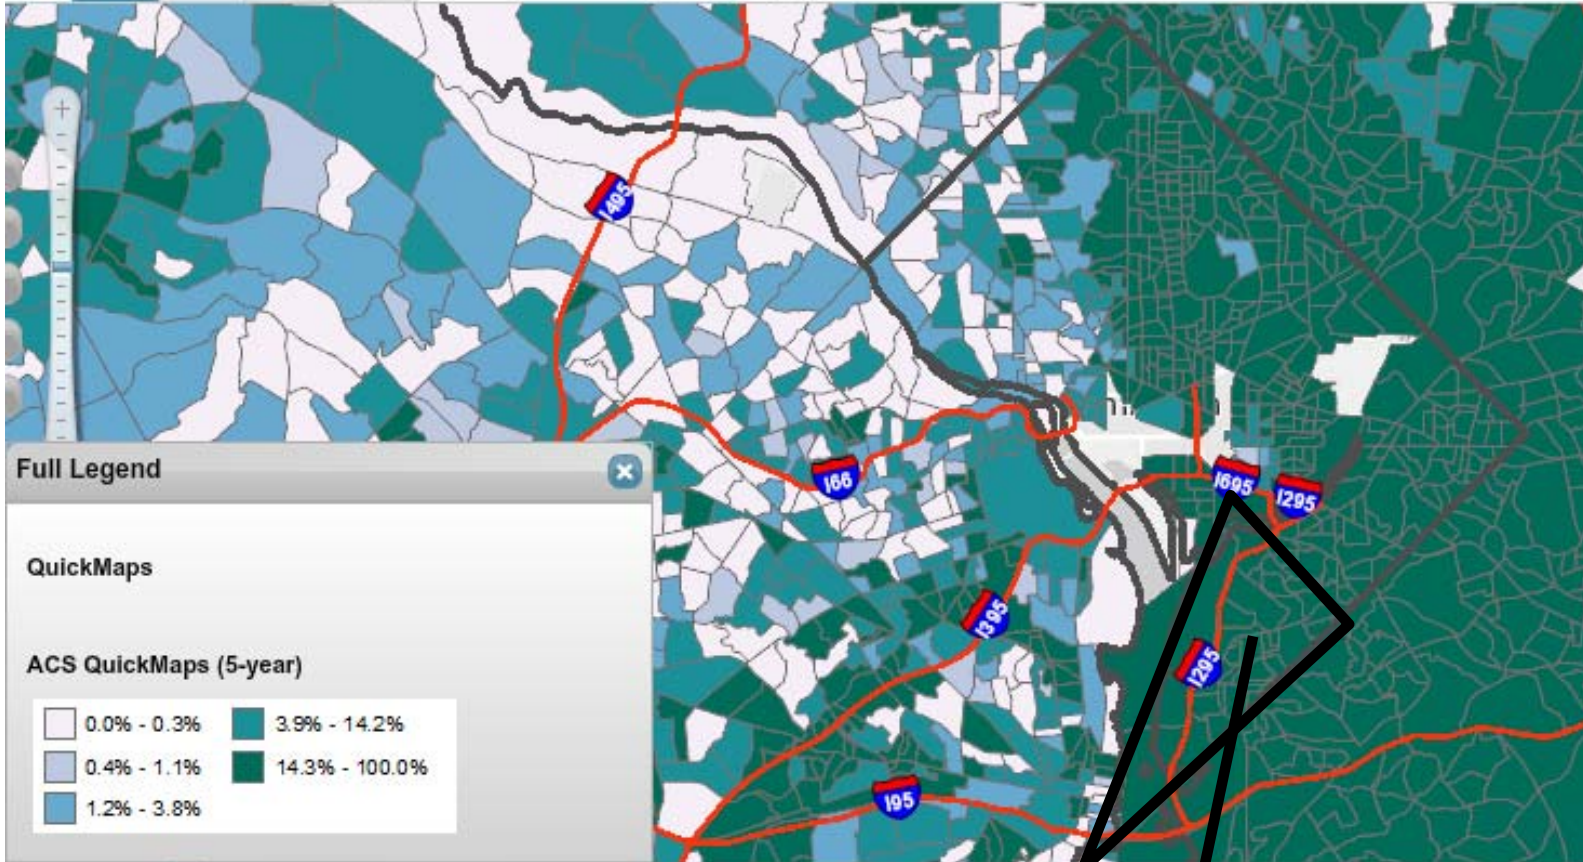 I495
I66
I695
I295
I395
I295
I95
Full Legend
QuickMaps
ACS QuickMaps (5-year)
0.0% - 0.3%
3.9% - 14.2%
0.4% - 1.1%
14.3% - 100.0%
1.2% - 3.8%